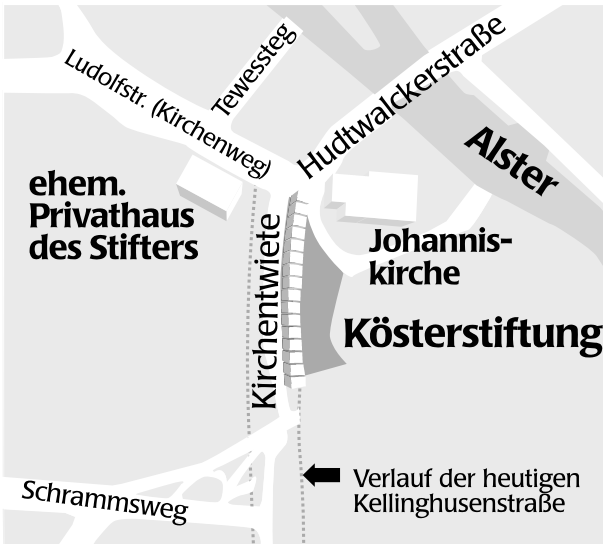 Ludolfstr. (Kirchenweg)
Tewessteg
Hudtwalckerstraße
Alster
ehem.
Privathaus
des Stifters
Kirchentwiete
Johannis-
kirche
Kösterstiftung
Schrammsweg
Verlauf der heutigen
Kellinghusenstraße